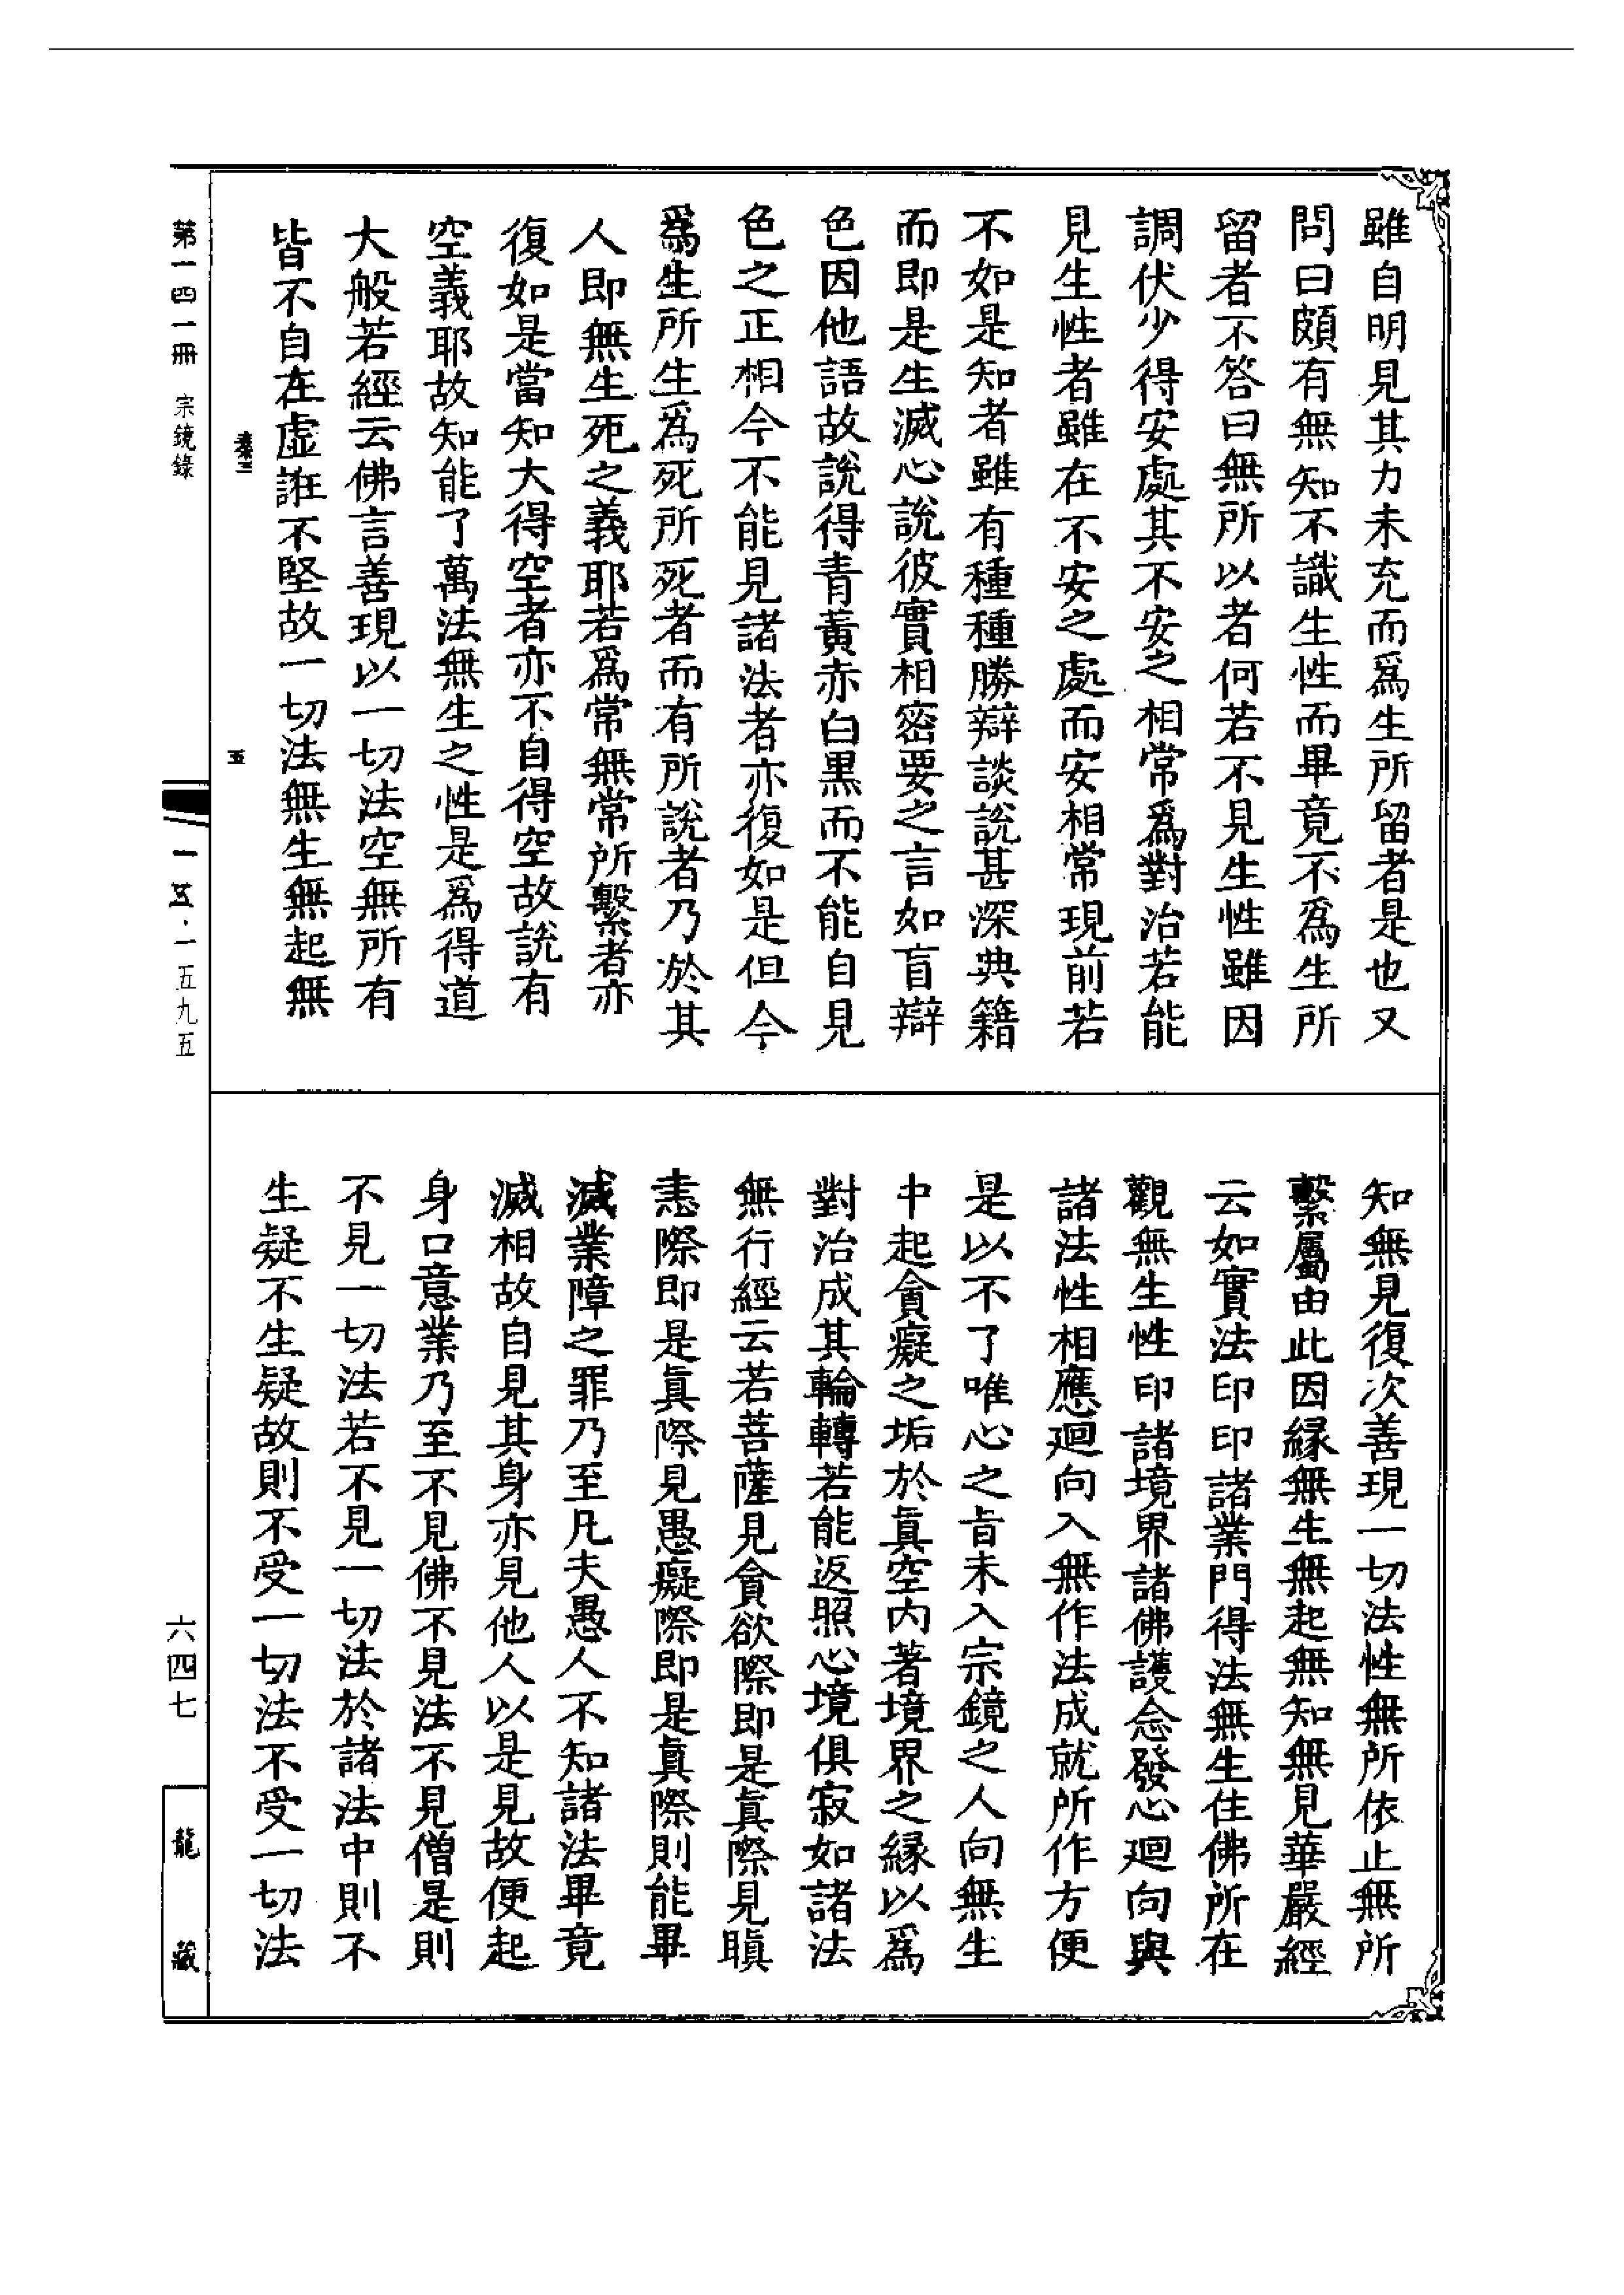 雖自明見其力未充而爲生所留者是也又
問曰頗有無知不識生性而畢竟不爲生所
留者不答曰無所以者何若不見生性雖因
調伏少得安處其不安之相常爲對治若能
見生性者雖在不安之處而安相常現前若
不如是知者雖有種種勝辯談說甚深典籍
而即是生滅心說彼實相密要之言如盲辯
色因他語故說得青黃赤白黑而不能自見
色之正相今不能見諸法者亦復如是但今
爲生所生爲死所死者而有所說者乃於其
人即無生死之義耶若爲常無常所繫者亦
復如是當知大得空者亦不自得空故說有
空義耶故知能了萬法無生之性是爲得道
大般若經云佛言善現以一切法空無所有
皆不自在虛誑不堅故一切法無生無起無
知無見復次善現一切法性無所依止無所
繫屬由此因緣無生無起無知無見華嚴經
云如實法印印諸業門得法無生住佛所在
觀無生性印諸境界諸佛護念發心迴向與
諸法性相應迴向入無作法成就所作方便
是以不了唯心之旨未入宗鏡之人向無生
中起貪癡之垢於眞空內著境界之緣以爲
對治成其輪轉若能返照心境俱寂如諸法
無行經云若菩薩見貪欲際即是眞際見瞋
恚際即是眞際見愚癡際即是眞際則能畢
滅業障之罪乃至凡夫愚人不知諸法畢竟
滅相故自見其身亦見他人以是見故便起
身口意業乃至不見佛不見法不見僧是則
不見一切法若不見一切法於諸法中則不
生疑不生疑故則不受一切法不受一切法
第一四一冊 宗鏡錄
五
一五·一五九五
六四七
龍藏